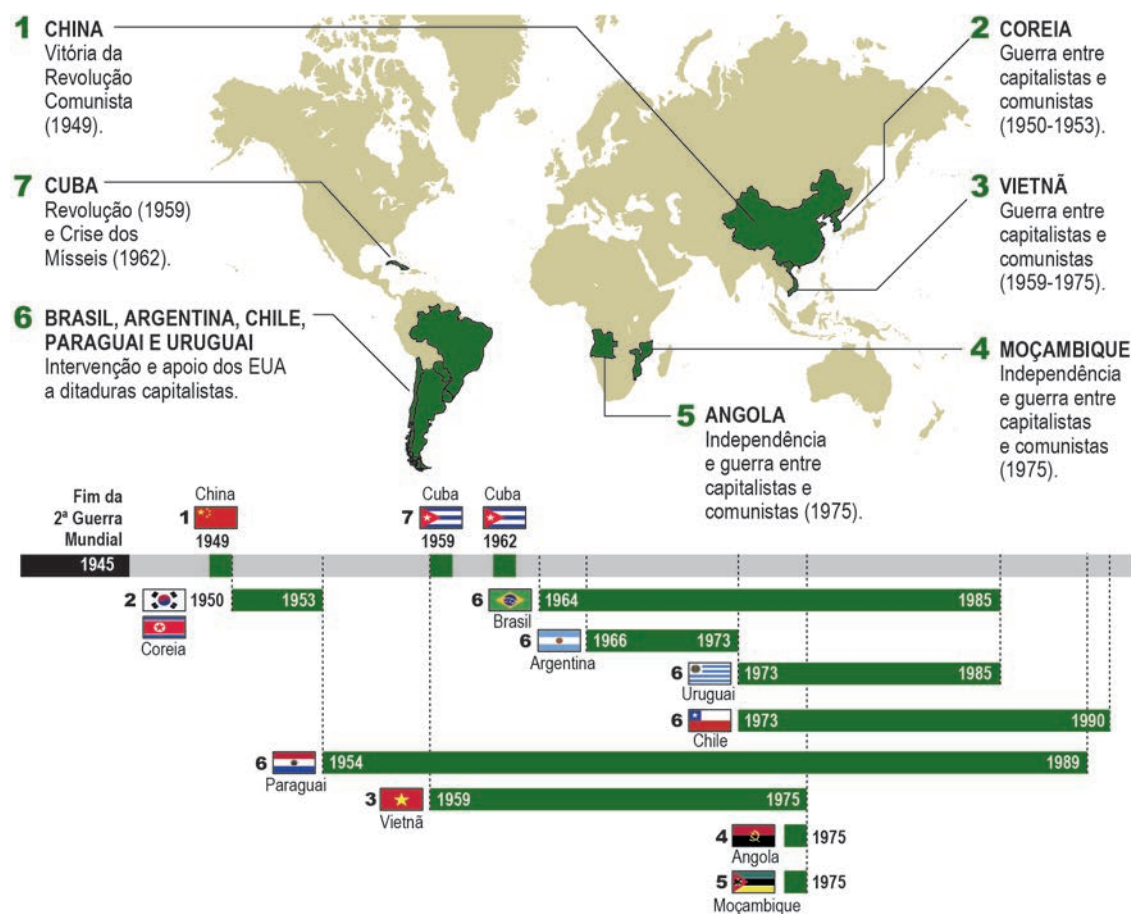 1 CHINA
Vitória da
Revolução
Comunista
(1949).
2 COREIA
Guerra entre
capitalistas e
comunistas
(1950-1953).
7 CUBA
Revolução (1959)
e Crise dos
Mísseis (1962).
3 VIETNÃ
Guerra entre
capitalistas e
comunistas
(1959-1975).
6 BRASIL, ARGENTINA, CHILE,
PARAGUAI E URUGUAI
Intervenção e apoio dos EUA
a ditaduras capitalistas.
4 MOÇAMBIQUE
Independência
e guerra entre
capitalistas
e comunistas
(1975).
5 ANGOLA
Independência
e guerra entre
capitalistas e
comunistas (1975).
Fim da
2ª Guerra
Mundial
1945
China
1
1949
Cuba
7
1959
Cuba
1962
2 1950 1953
Coreia
6 1964 1985
Brasil
6 1966 1973
Argentina
6 1973 1985
Uruguai
6 1973 1990
Chile
6 1954 1989
Paraguai
3 1959 1975
Vietnã
4 1975
Angola
5 1975
Moçambique